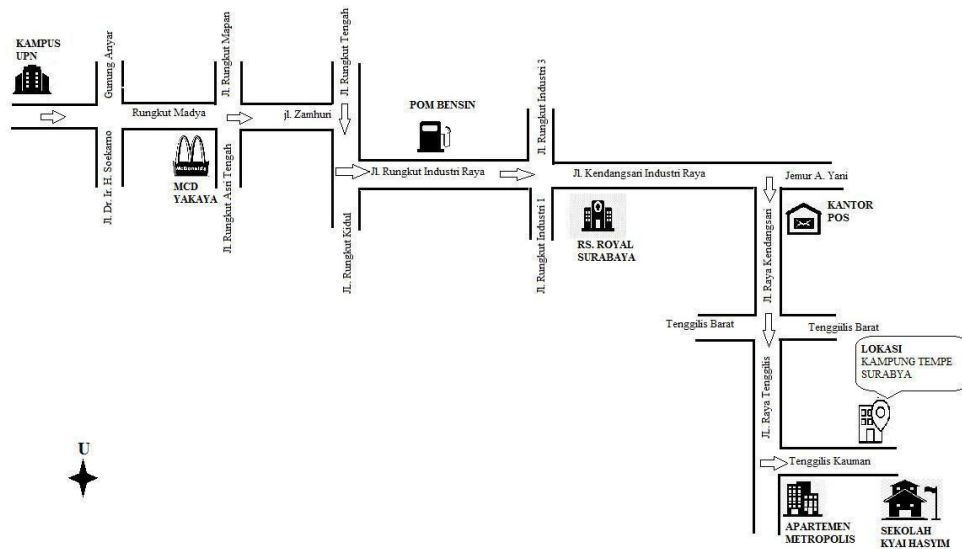 KAMPUS
UPN
Gunung Anyar
Jl. Rungkut Mapan
Jl. Rungkut Tengah
Rungkut Madya
jl. Zamhuri
POM BENSIN
Jl. Rungkut Industri 3
Jl. Dr. Ir. H. Soekarno
McDonald's
MCD
YAKAYA
Jl. Rungkut Asri Tengah
Jl. Rungkut Industri Raya
Jl. Kendangsari Industri Raya
Jemur A. Yani
JL. Rungkut Kidul
Jl. Rungkut Industri 1
RS. ROYAL
SURABAYA
Jl. Raya Kendangsari
KANTOR
POS
Tenggilis Barat
Tenggiilis Barat
LOKASI
KAMPUNG TEMPE
SURABYA
JL. Raya Tenggilis
U
Tenggilis Kauman
APARTEMEN
METROPOLIS
SEKOLAH
KYAI HASYIM